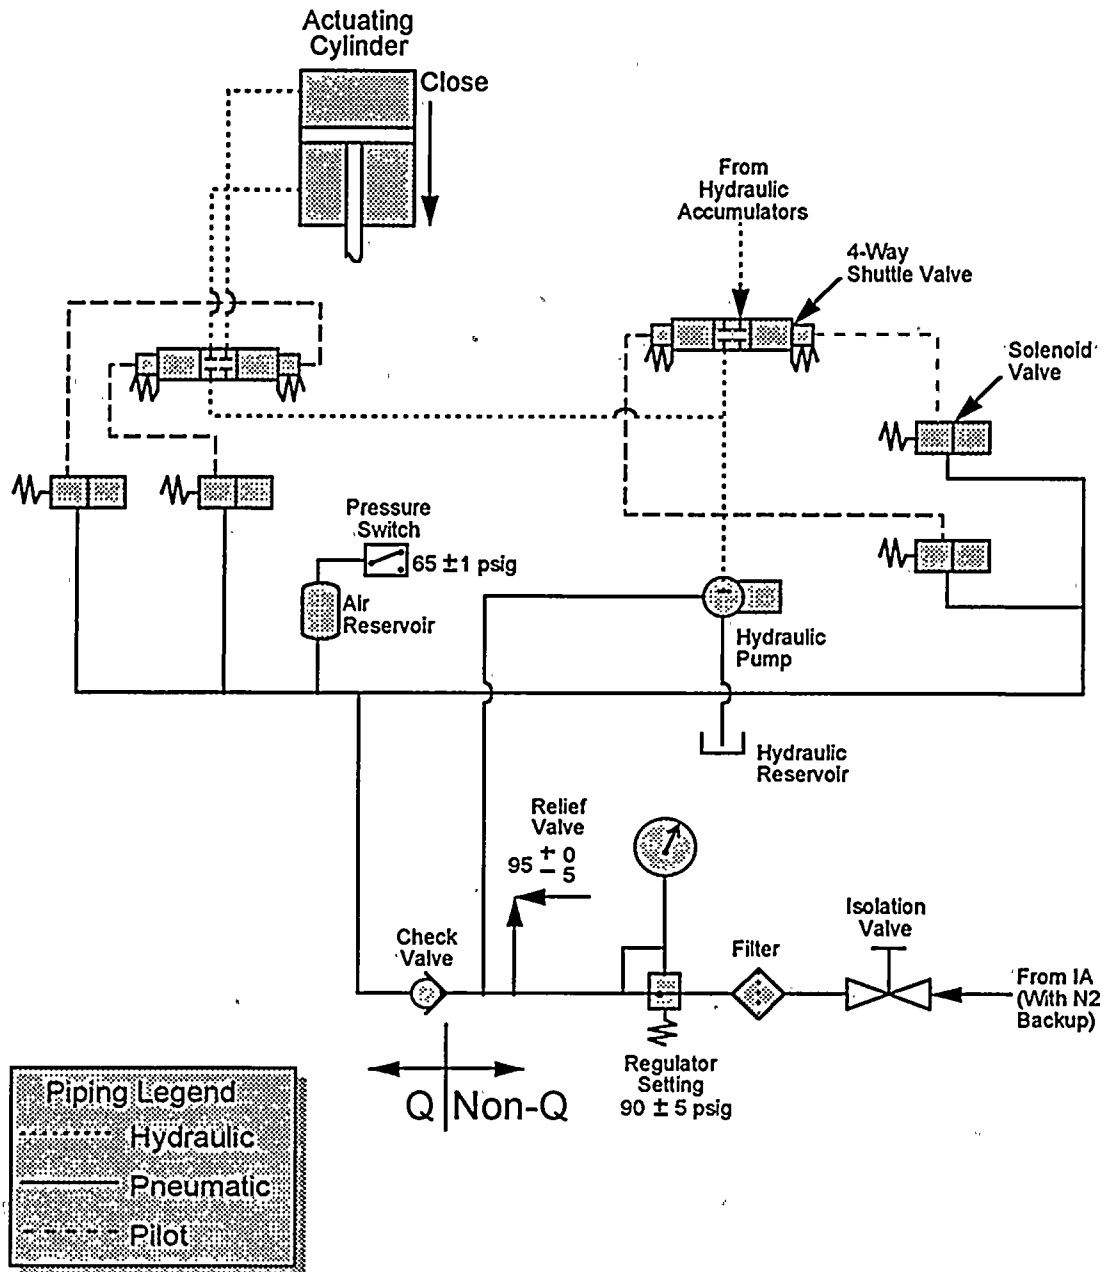 Actuating
Cylinder
Close
From
Hydraulic
Accumulators
4-Way
Shuttle Valve
Solenoid
Valve
Pressure
Switch
65 ±1 psig
Air
Reservoir
Hydraulic
Pump
Hydraulic
Reservoir
Relief
Valve
95 + 0
- 5
Isolation
Valve
Check
Valve
Filter
From IA
(With N2
Backup)
Regulator
Setting
90 ± 5 psig
Q Non-Q
Piping Legend
Hydraulic
Pneumatic
Pilot